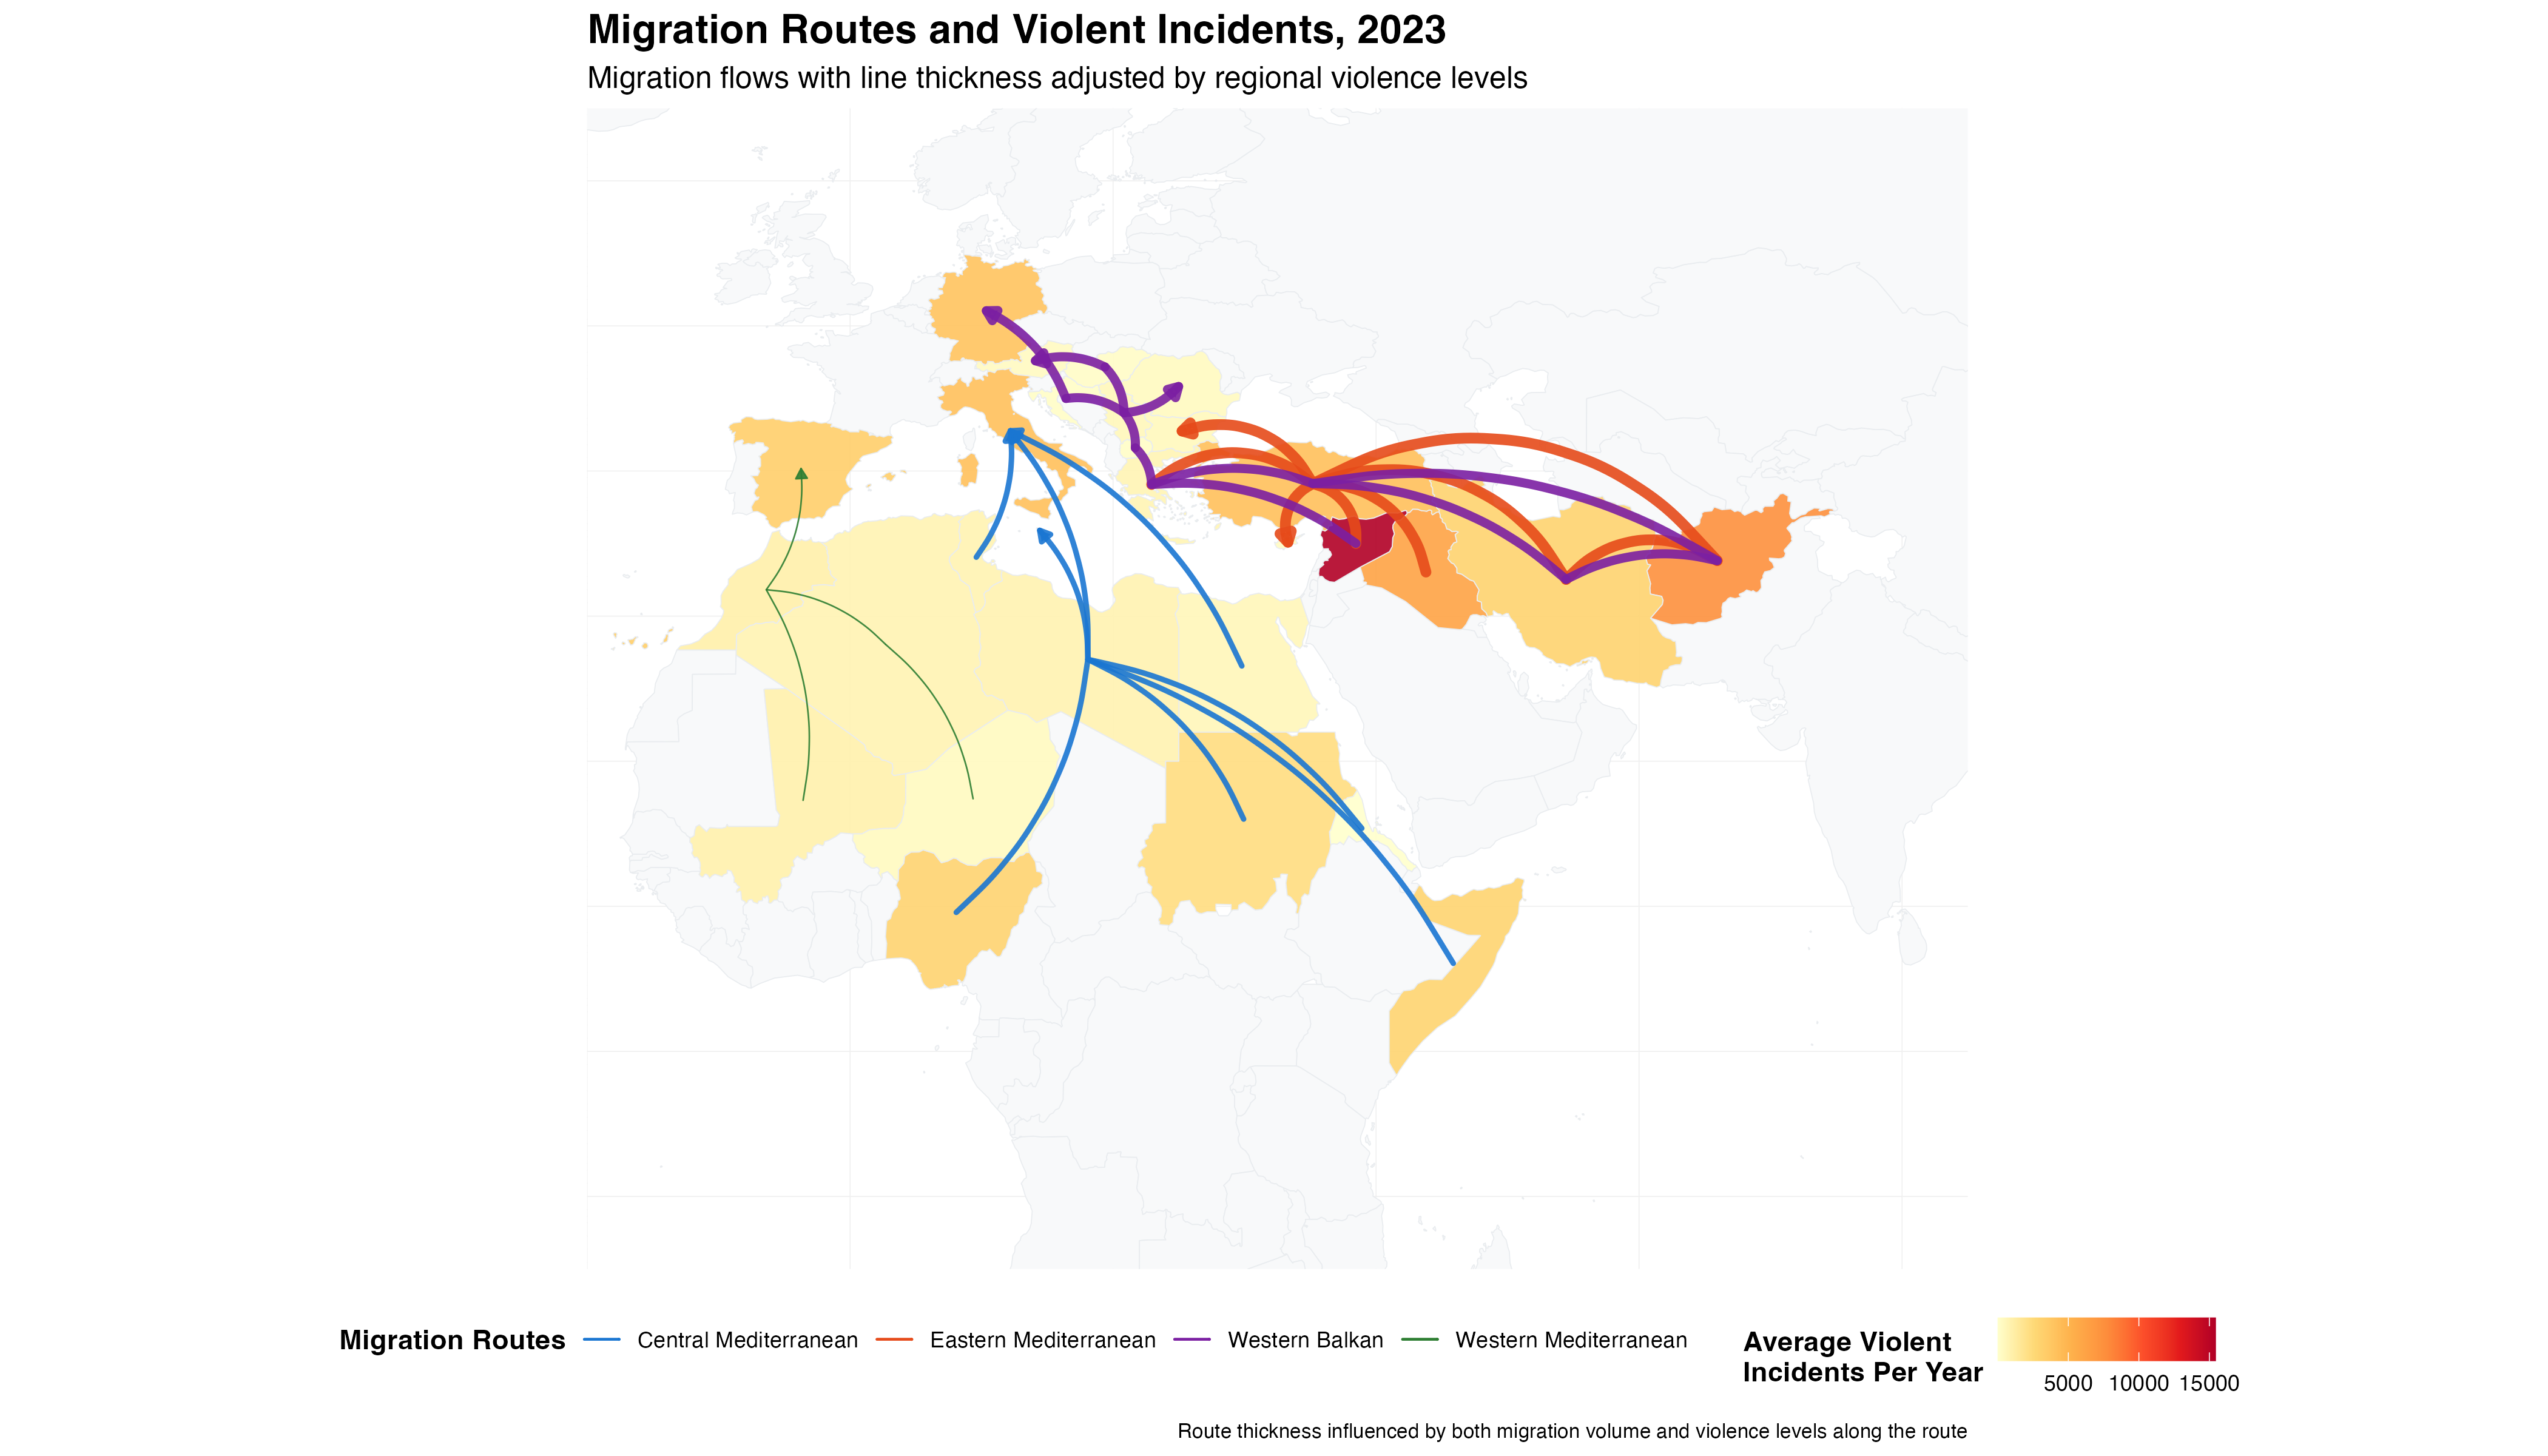 Migration Routes and Violent Incidents, 2023
Migration flows with line thickness adjusted by regional violence levels
Migration Routes
Central Mediterranean
Eastern Mediterranean
Western Balkan
Western Mediterranean
Average Violent
Incidents Per Year
5000 10000 15000
Route thickness influenced by both migration volume and violence levels along the route